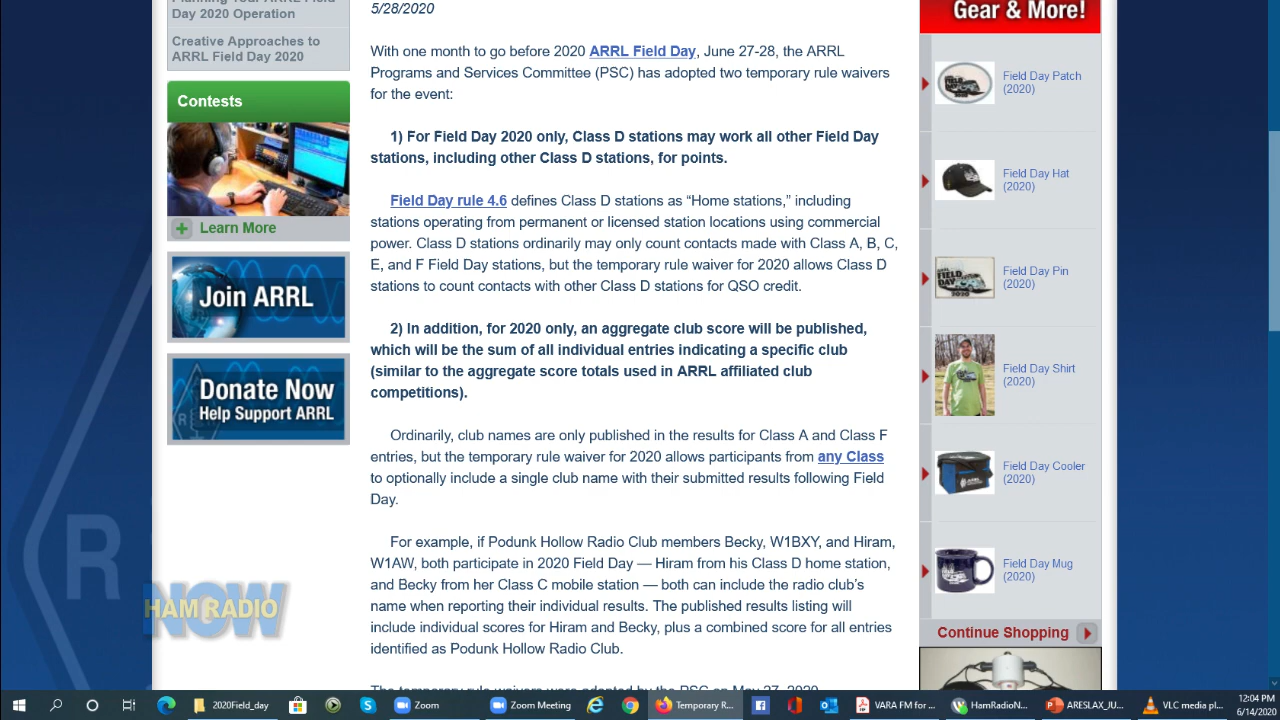 Planning Your ARRL Field
Day 2020 Operation
Creative Approaches to
ARRL Field Day 2020
Contests
Learn More
Join ARRL
Donate Now
Help Support ARRL
5/28/2020
With one month to go before 2020 ARRL Field Day, June 27-28, the ARRL
Programs and Services Committee (PSC) has adopted two temporary rule waivers
for the event:
1) For Field Day 2020 only, Class D stations may work all other Field Day
stations, including other Class D stations, for points.
Field Day rule 4.6 defines Class D stations as “Home stations,” including
stations operating from permanent or licensed station locations using commercial
power. Class D stations ordinarily may only count contacts made with Class A, B, C,
E, and F Field Day stations, but the temporary rule waiver for 2020 allows Class D
stations to count contacts with other Class D stations for QSO credit.
2) In addition, for 2020 only, an aggregate club score will be published,
which will be the sum of all individual entries indicating a specific club
(similar to the aggregate score totals used in ARRL affiliated club
competitions).
Ordinarily, club names are only published in the results for Class A and Class F
entries, but the temporary rule waiver for 2020 allows participants from any Class
to optionally include a single club name with their submitted results following Field
Day.
For example, if Podunk Hollow Radio Club members Becky, W1BXY, and Hiram,
W1AW, both participate in 2020 Field Day — Hiram from his Class D home station,
and Becky from her Class C mobile station — both can include the radio club’s
name when reporting their individual results. The published results listing will
include individual scores for Hiram and Becky, plus a combined score for all entries
identified as Podunk Hollow Radio Club.
The temporary rule waivers were adopted by the PSC on May 27, 2020.
Gear & More!
Field Day Patch
(2020)
Field Day Hat
(2020)
Field Day Pin
(2020)
Field Day Shirt
(2020)
Field Day Cooler
(2020)
Field Day Mug
(2020)
Continue Shopping
R
HAM RADIO
NOW
2020Field_day
Zoom
Zoom Meeting
Temporary R...
VARA FM for ...
HamRadioN...
ARESLAX_JU...
VLC media pl...
12:04 PM
6/14/2020